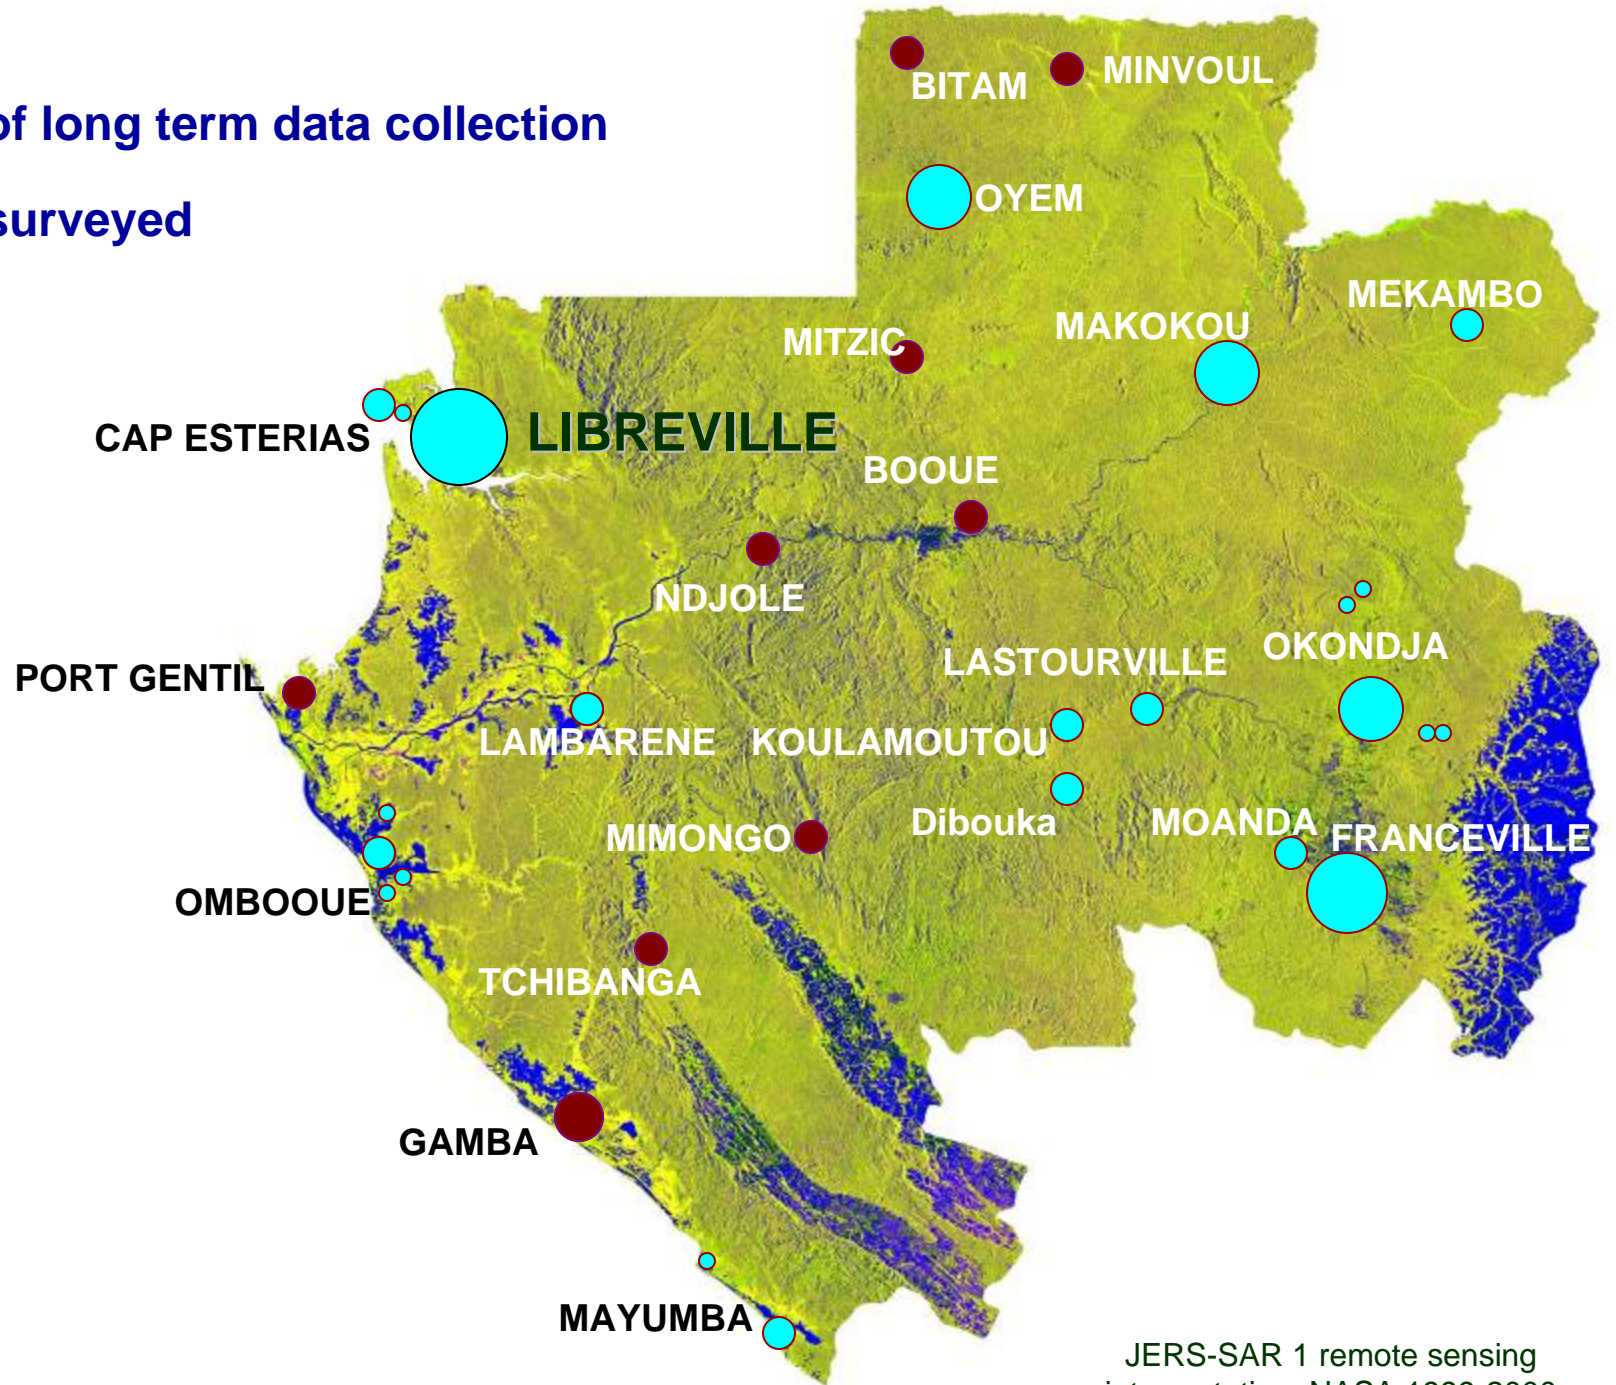 of long term data collection
surveyed
BITAM
MINVOUL
OYEM
MEKAMBO
MAKOKOU
MITZIC
CAP ESTERIAS
LIBREVILLE
BOOUE
NDJOLE
OKONDJA
LASTOURVILLE
PORT GENTIL
LAMBARENE
KOULAMOUTOU
Dibouka
MOANDA
FRANCEVILLE
MIMONGO
OMBOOUE
TCHIBANGA
GAMBA
MAYUMBA
JERS-SAR 1 remote sensing